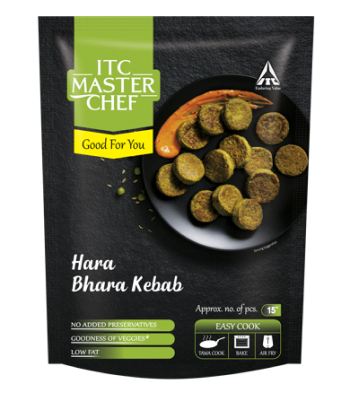 ITC
MASTER
CHEF
Good For You
ITC
Enduring Value
Serving Suggestion
Hara
Bhara Kebab
Approx. no of pcs. 15
NO ADDED PRESERVATIVES
GOODNESS OF VEGGIES*
LOW FAT
EASY COOK
TAWA COOK
BAKE
AIR FRY